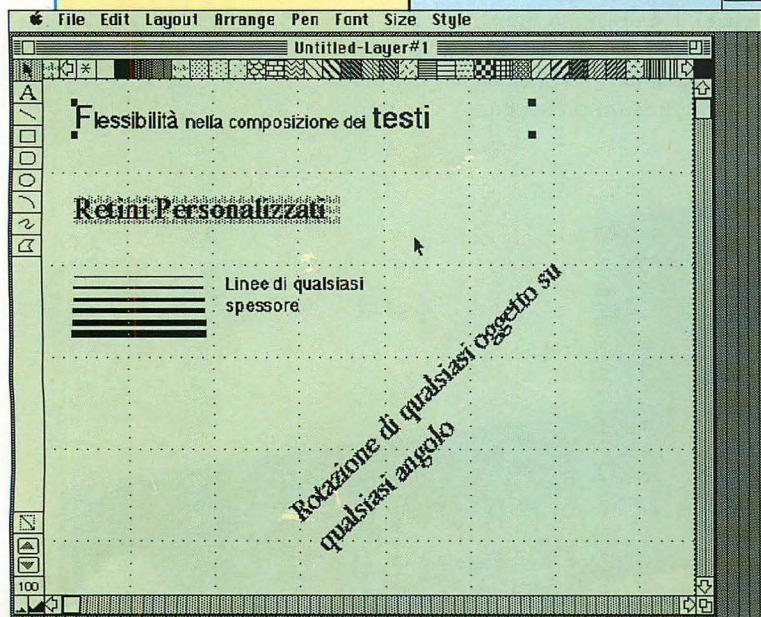 File Edit Layout Arrange Pen Font Size Style
Untitled-Layer#1
A
Flessibilità nella composizione dei testi
Retini Personalizzati
Linee di qualsiasi
spessore
Rotazione di qualsiasi oggetto su
qualsiasi angolo
100